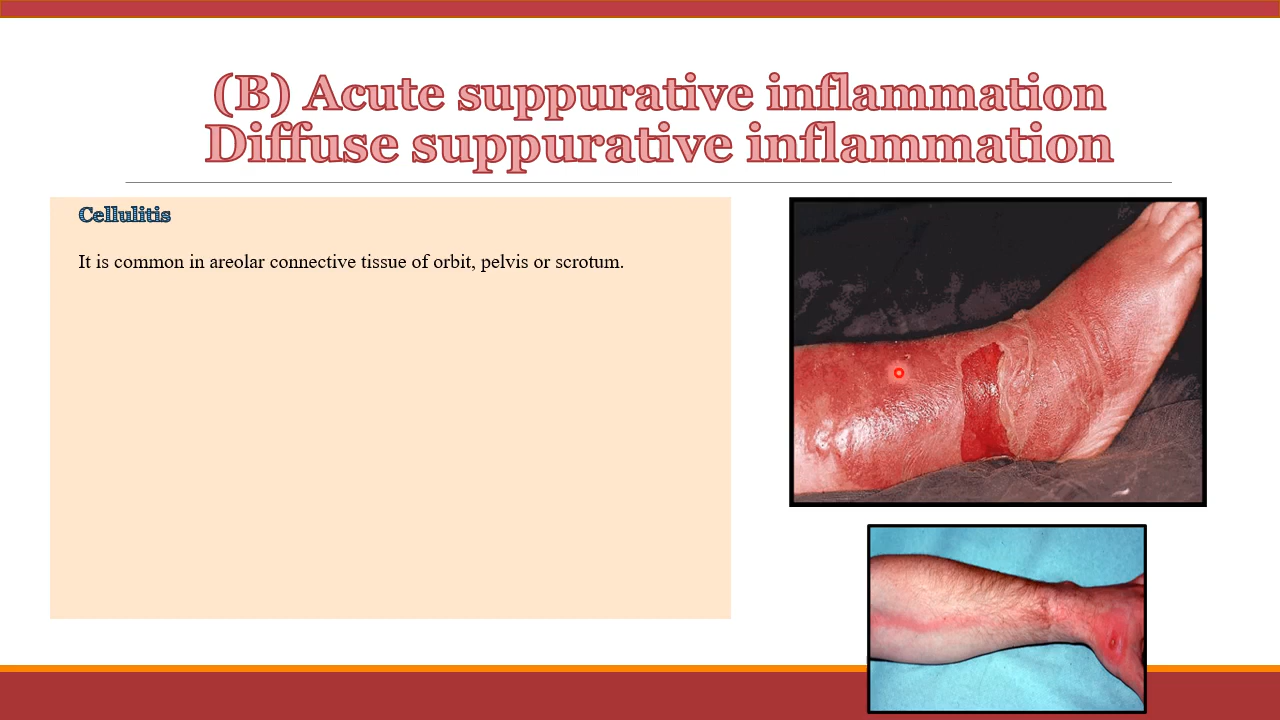 (B) Acute suppurative inflammation
Diffuse suppurative inflammation
Cellulitis
It is common in areolar connective tissue of orbit, pelvis or scrotum.